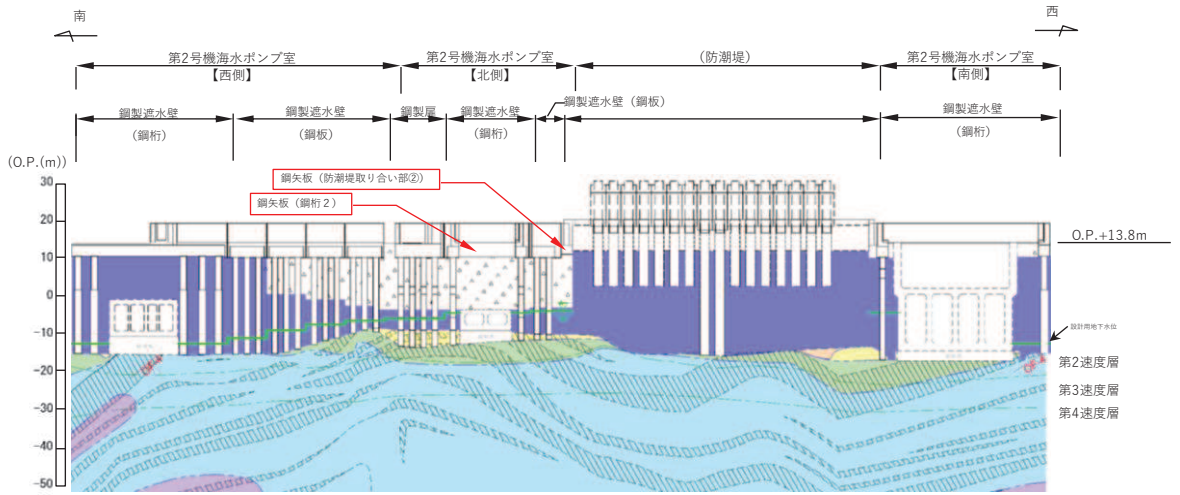 南
西
第2号機海水ポンプ室
【西側】
第2号機海水ポンプ室
【北側】
(防潮堤)
第2号機海水ポンプ室
【南側】
鋼製遮水壁
(鋼桁)
鋼製遮水壁
(鋼板)
鋼製扉
鋼製遮水壁
(鋼桁)
鋼製遮水壁(鋼板)
鋼製遮水壁
(鋼桁)
(O.P.(m))
30
20
10
0
-10
-20
-30
-40
-50
鋼矢板(防潮堤取り合い部②)
鋼矢板(鋼桁2)
O.P.+13.8m
設計用地下水位
第2速度層
第3速度層
第4速度層